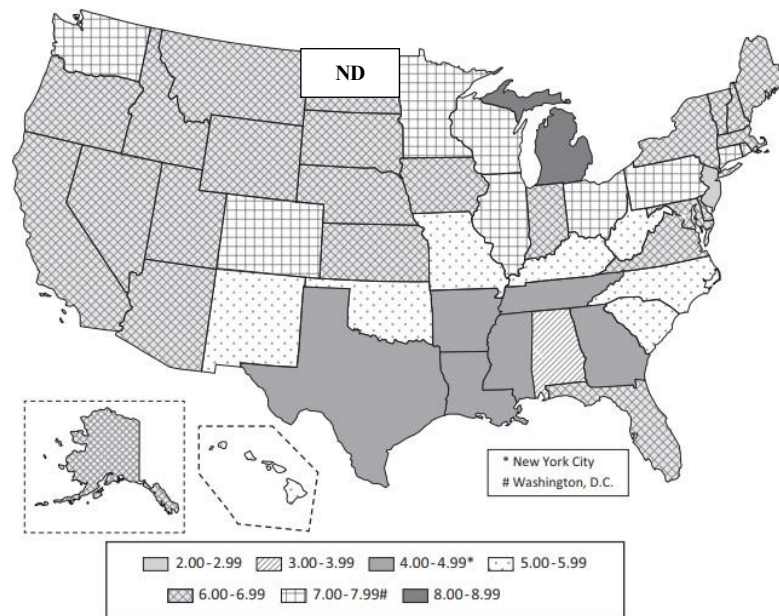 ND
* New York City
# Washington, D.C.
2.00-2.99 3.00-3.99 4.00-4.99* 5.00-5.99
6.00-6.99 7.00-7.99# 8.00-8.99